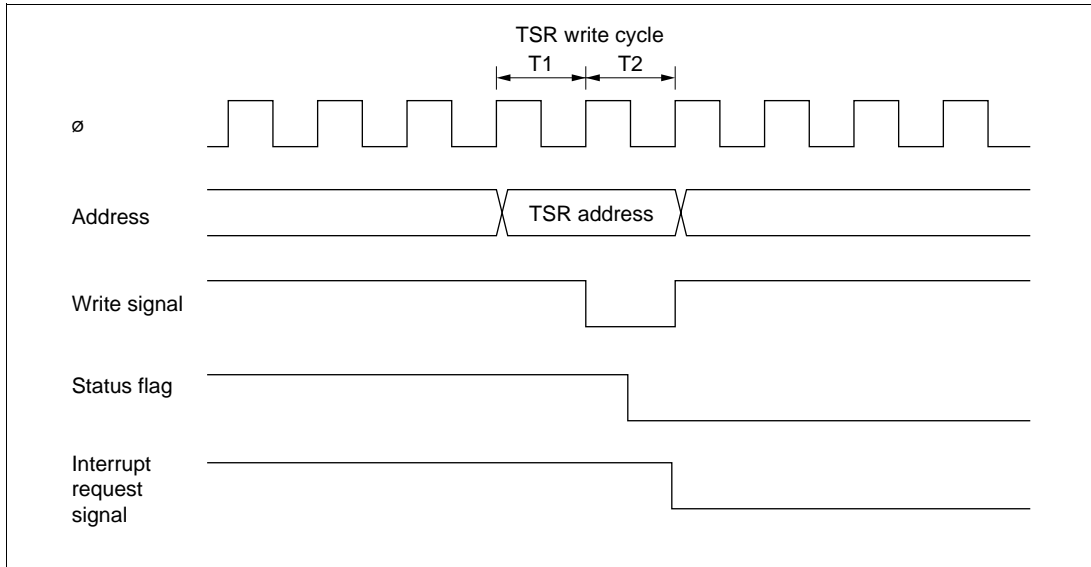 TSR write cycle
T1 T2
ø
Address
TSR address
Write signal
Status flag
Interrupt
request
signal